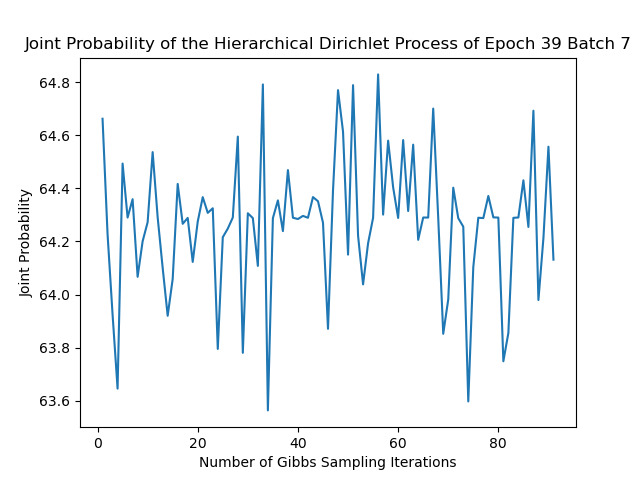 Joint Probability of the Hierarchical Dirichlet Process of Epoch 39 Batch 7
64.8
64.6
64.4
64.2
64.0
63.8
63.6
Joint Probability
0 20 40 60 80
Number of Gibbs Sampling Iterations